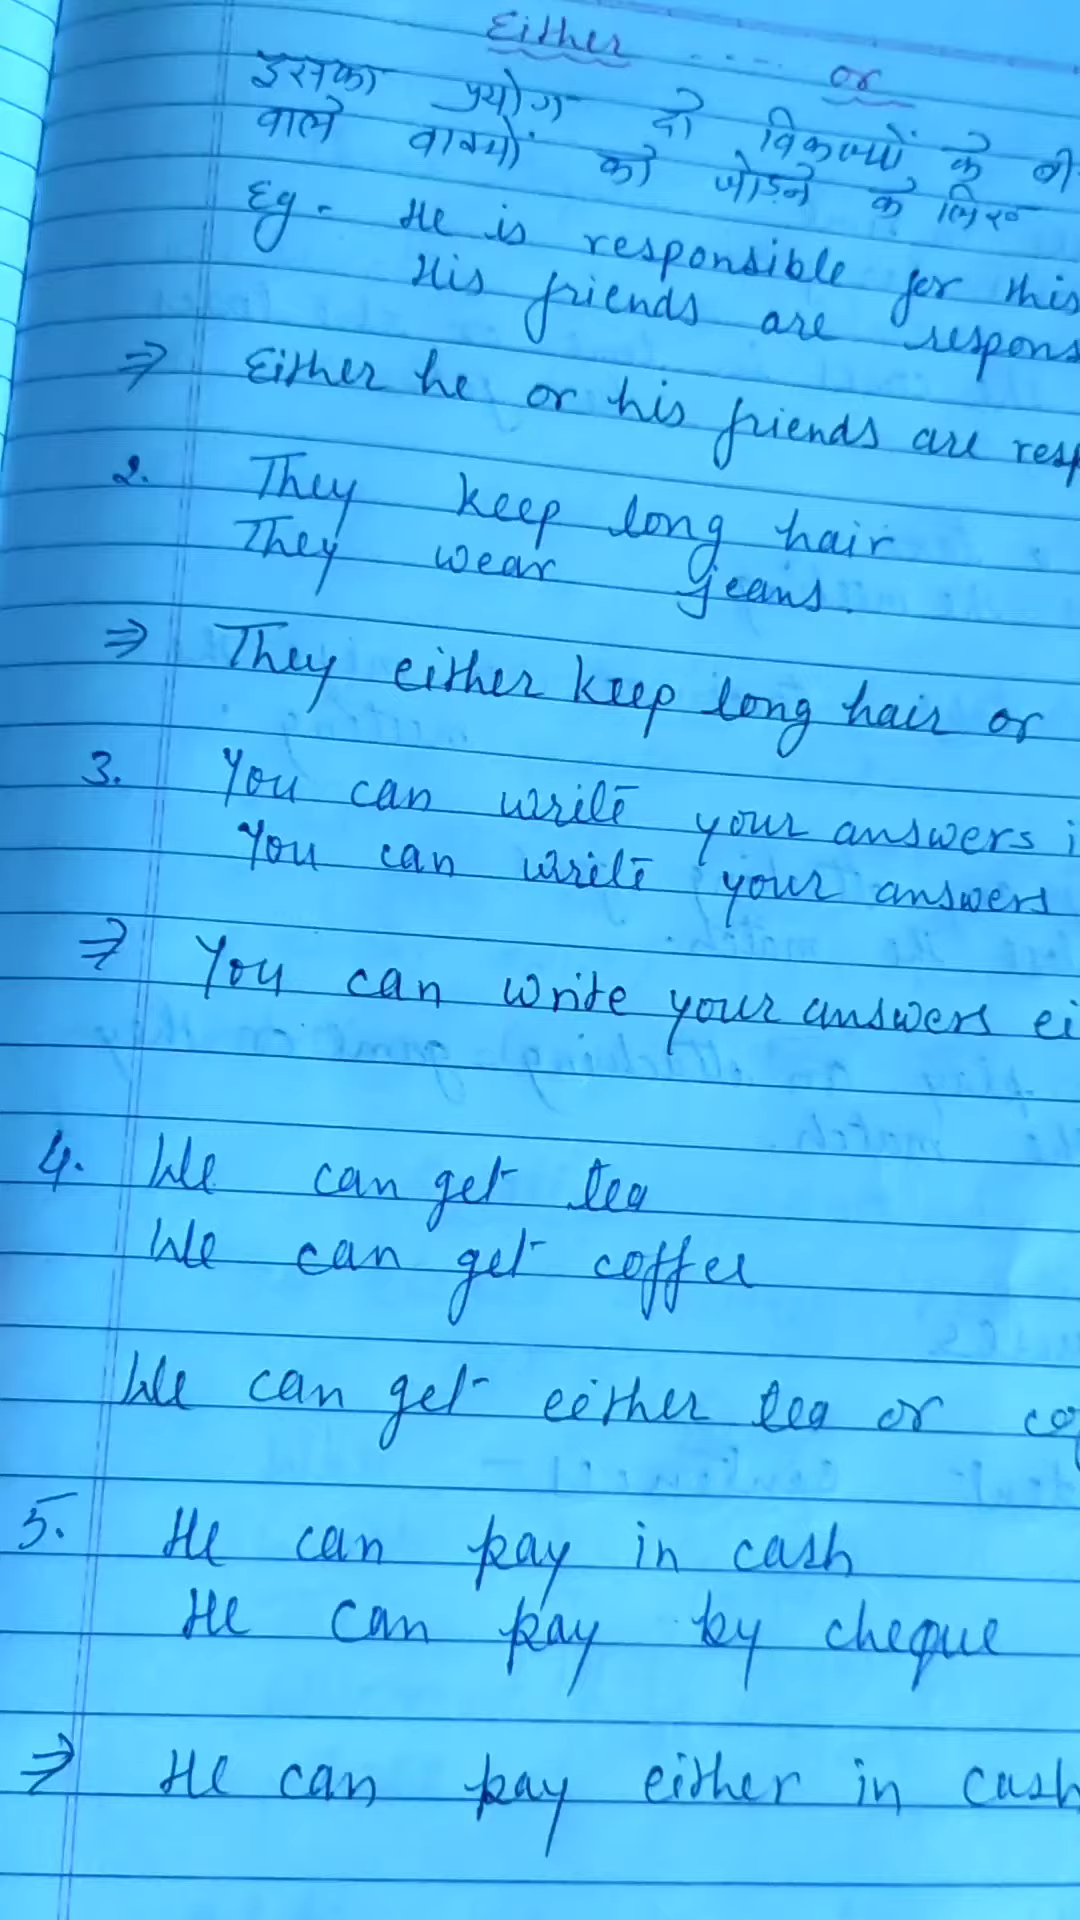 Either .... or
इसका प्रयोग दो विकल्पों के
वाले वाक्यों को जोड़ने के लिए
Eg - He is responsible for this
His friends are respons
⇒ Either he or his friends are resp
2. They keep long hair
They wear jeans.
⇒ They either keep long hair or
3. You can write your answers i
You can write your answers
⇒ You can write your answers ei
4. We can get tea
We can get coffee
We can get either tea or co
5. He can pay in cash
He can pay by cheque
⇒ He can pay either in cash